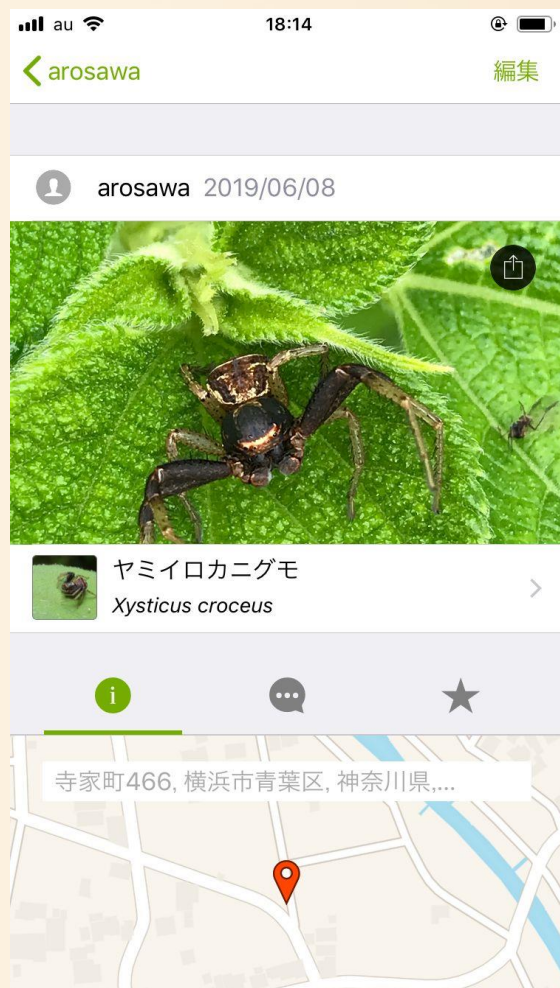 au 18:14
arosawa 編集
arosawa 2019/06/08
ヤミイロカニグモ
Xysticus croceus
寺家町466, 横浜市青葉区, 神奈川県,...